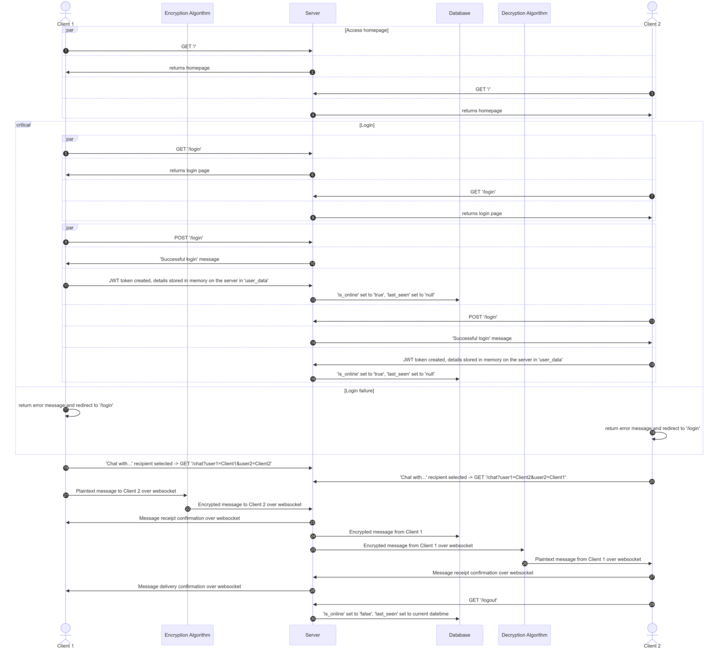 Client 1
Encryption Algorithm
Server
Database
Decryption Algorithm
Client 2
par
[Access homepage]
GET '/'
returns homepage
GET '/'
returns homepage
critical
[Login]
par
GET '/login'
returns login page
GET '/login'
returns login page
par
POST '/login'
'Successful login' message
JWT token created, details stored in memory on the server in 'user_data'
'is_online' set to 'true', 'last_seen' set to 'null'
POST '/login'
'Successful login' message
JWT token created, details stored in memory on the server in 'user_data'
'is_online' set to 'true', 'last_seen' set to 'null'
[Login failure]
return error message and redirect to '/login'
return error message and redirect to '/login'
'Chat with...' recipient selected -> GET '/chat?user1=Client1&user2=Client2'
'Chat with...' recipient selected -> GET '/chat?user1=Client2&user2=Client1'
Plaintext message to Client 2 over websocket
Encrypted message to Client 2 over websocket
Message receipt confirmation over websocket
Encrypted message from Client 1
Encrypted message from Client 1 over websocket
Plaintext message from Client 1 over websocket
Message receipt confirmation over websocket
Message delivery confirmation over websocket
GET '/logout'
'is_online' set to 'false', 'last_seen' set to current datetime
Client 1
Encryption Algorithm
Server
Database
Decryption Algorithm
Client 2